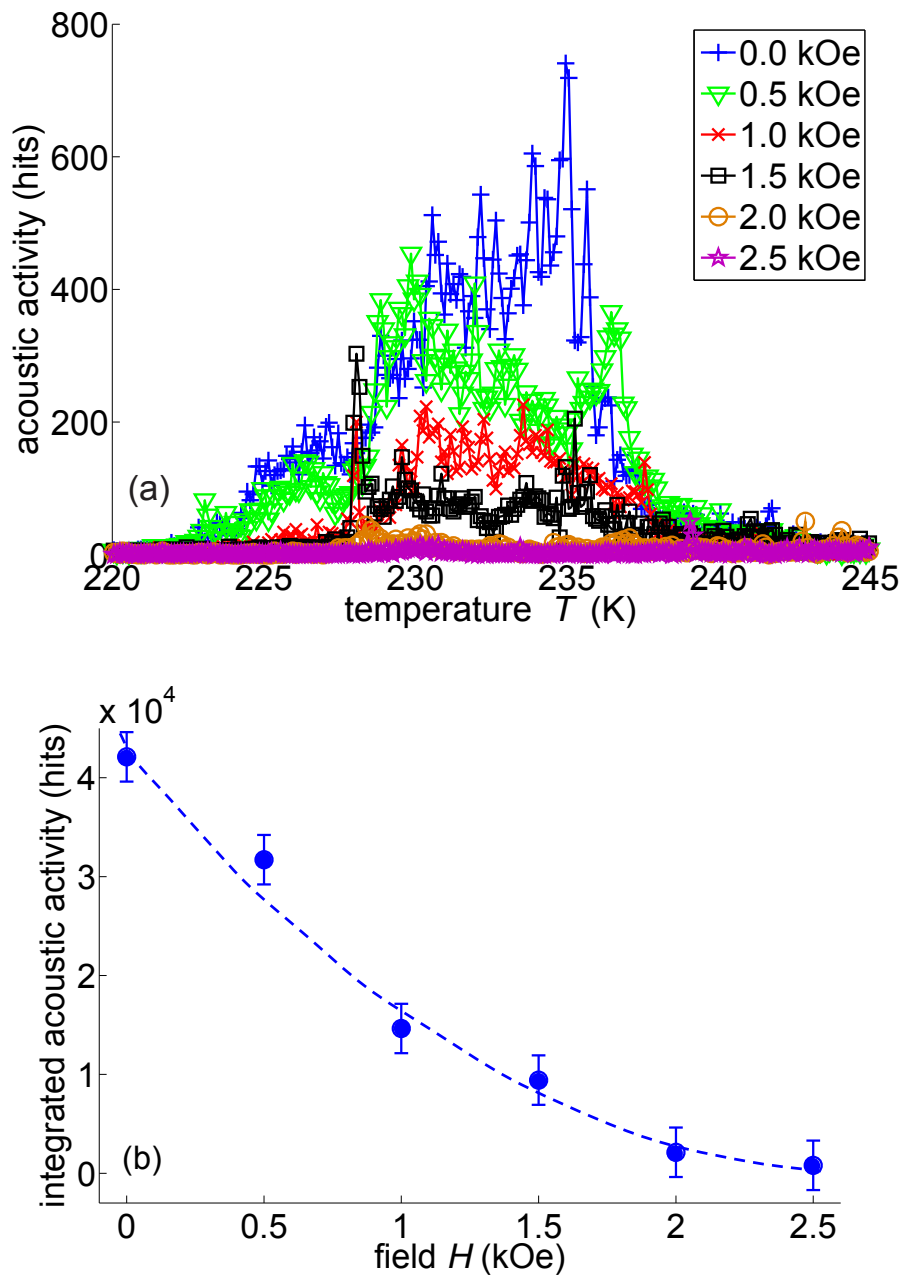 800
600
400
200
0
acoustic activity (hits)
0.0 kOe
0.5 kOe
1.0 kOe
1.5 kOe
2.0 kOe
2.5 kOe
(a)
220 225 230 235 240 245
temperature T (K)
x 10⁴
4
3
2
1
0
integrated acoustic activity (hits)
(b)
0 0.5 1 1.5 2 2.5
field H (kOe)